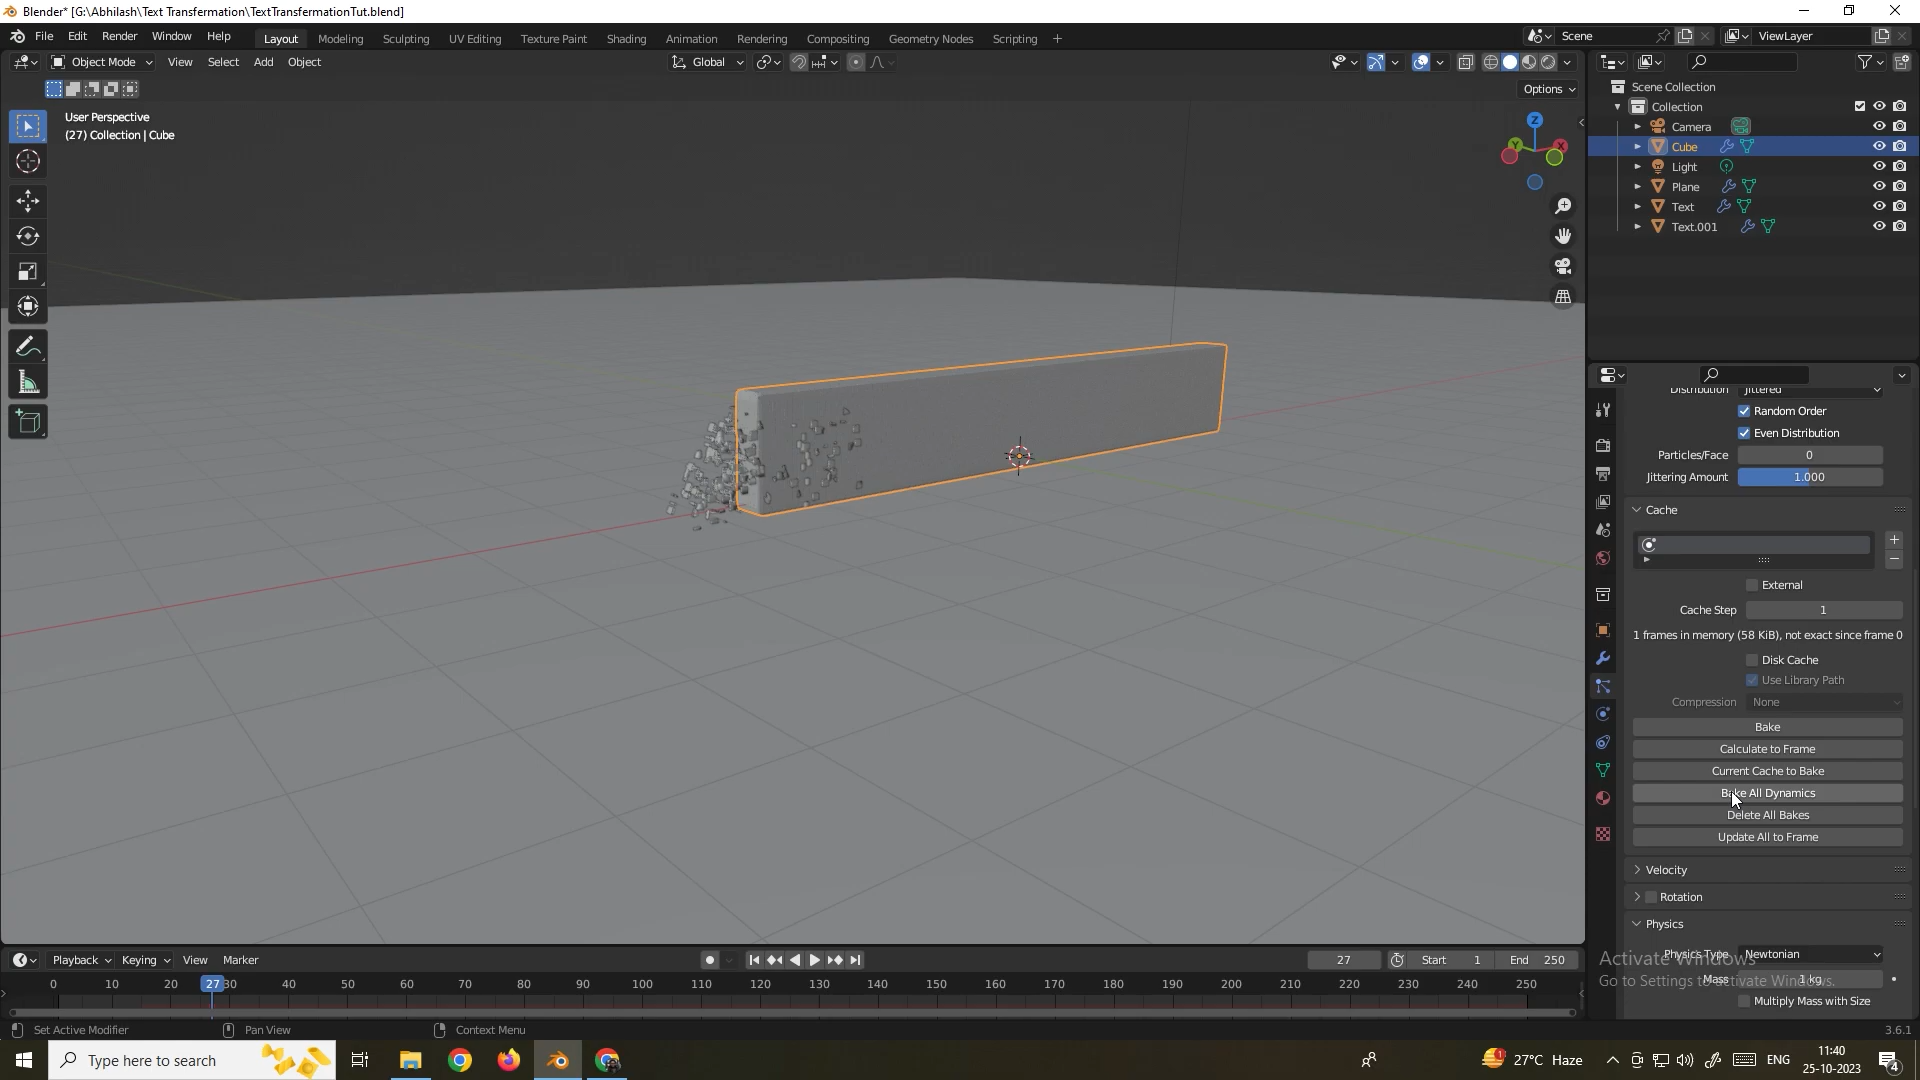 Blender* [G:\Abhilash\Text Transfermation\TextTransfermationTut.blend]
File Edit Render Window Help Layout Modeling Sculpting UV Editing Texture Paint Shading Animation Rendering Compositing Geometry Nodes Scripting + Scene ViewLayer
Object Mode View Select Add Object Global
Options
User Perspective
(27) Collection | Cube
Z
Y X
Scene Collection
Collection
Camera
Cube
Light
Plane
Text
Text.001
Distribution Jittered
Random Order
Even Distribution
Particles/Face 0
Jittering Amount 1.000
Cache
External
Cache Step 1
1 frames in memory (58 KiB), not exact since frame 0
Disk Cache
Use Library Path
Compression None
Bake
Calculate to Frame
Current Cache to Bake
Bake All Dynamics
Delete All Bakes
Update All to Frame
Velocity
Rotation
Physics
Physics Type Newtonian
Mass 1 kg
Multiply Mass with Size
Activate Windows
Go to Settings to activate Windows.
Playback Keying View Marker 27 Start 1 End 250
0 10 20 27 30 40 50 60 70 80 90 100 110 120 130 140 150 160 170 180 190 200 210 220 230 240 250
Set Active Modifier Pan View Context Menu 3.6.1
Type here to search 27°C Haze ENG 11:40
25-10-2023
1
4